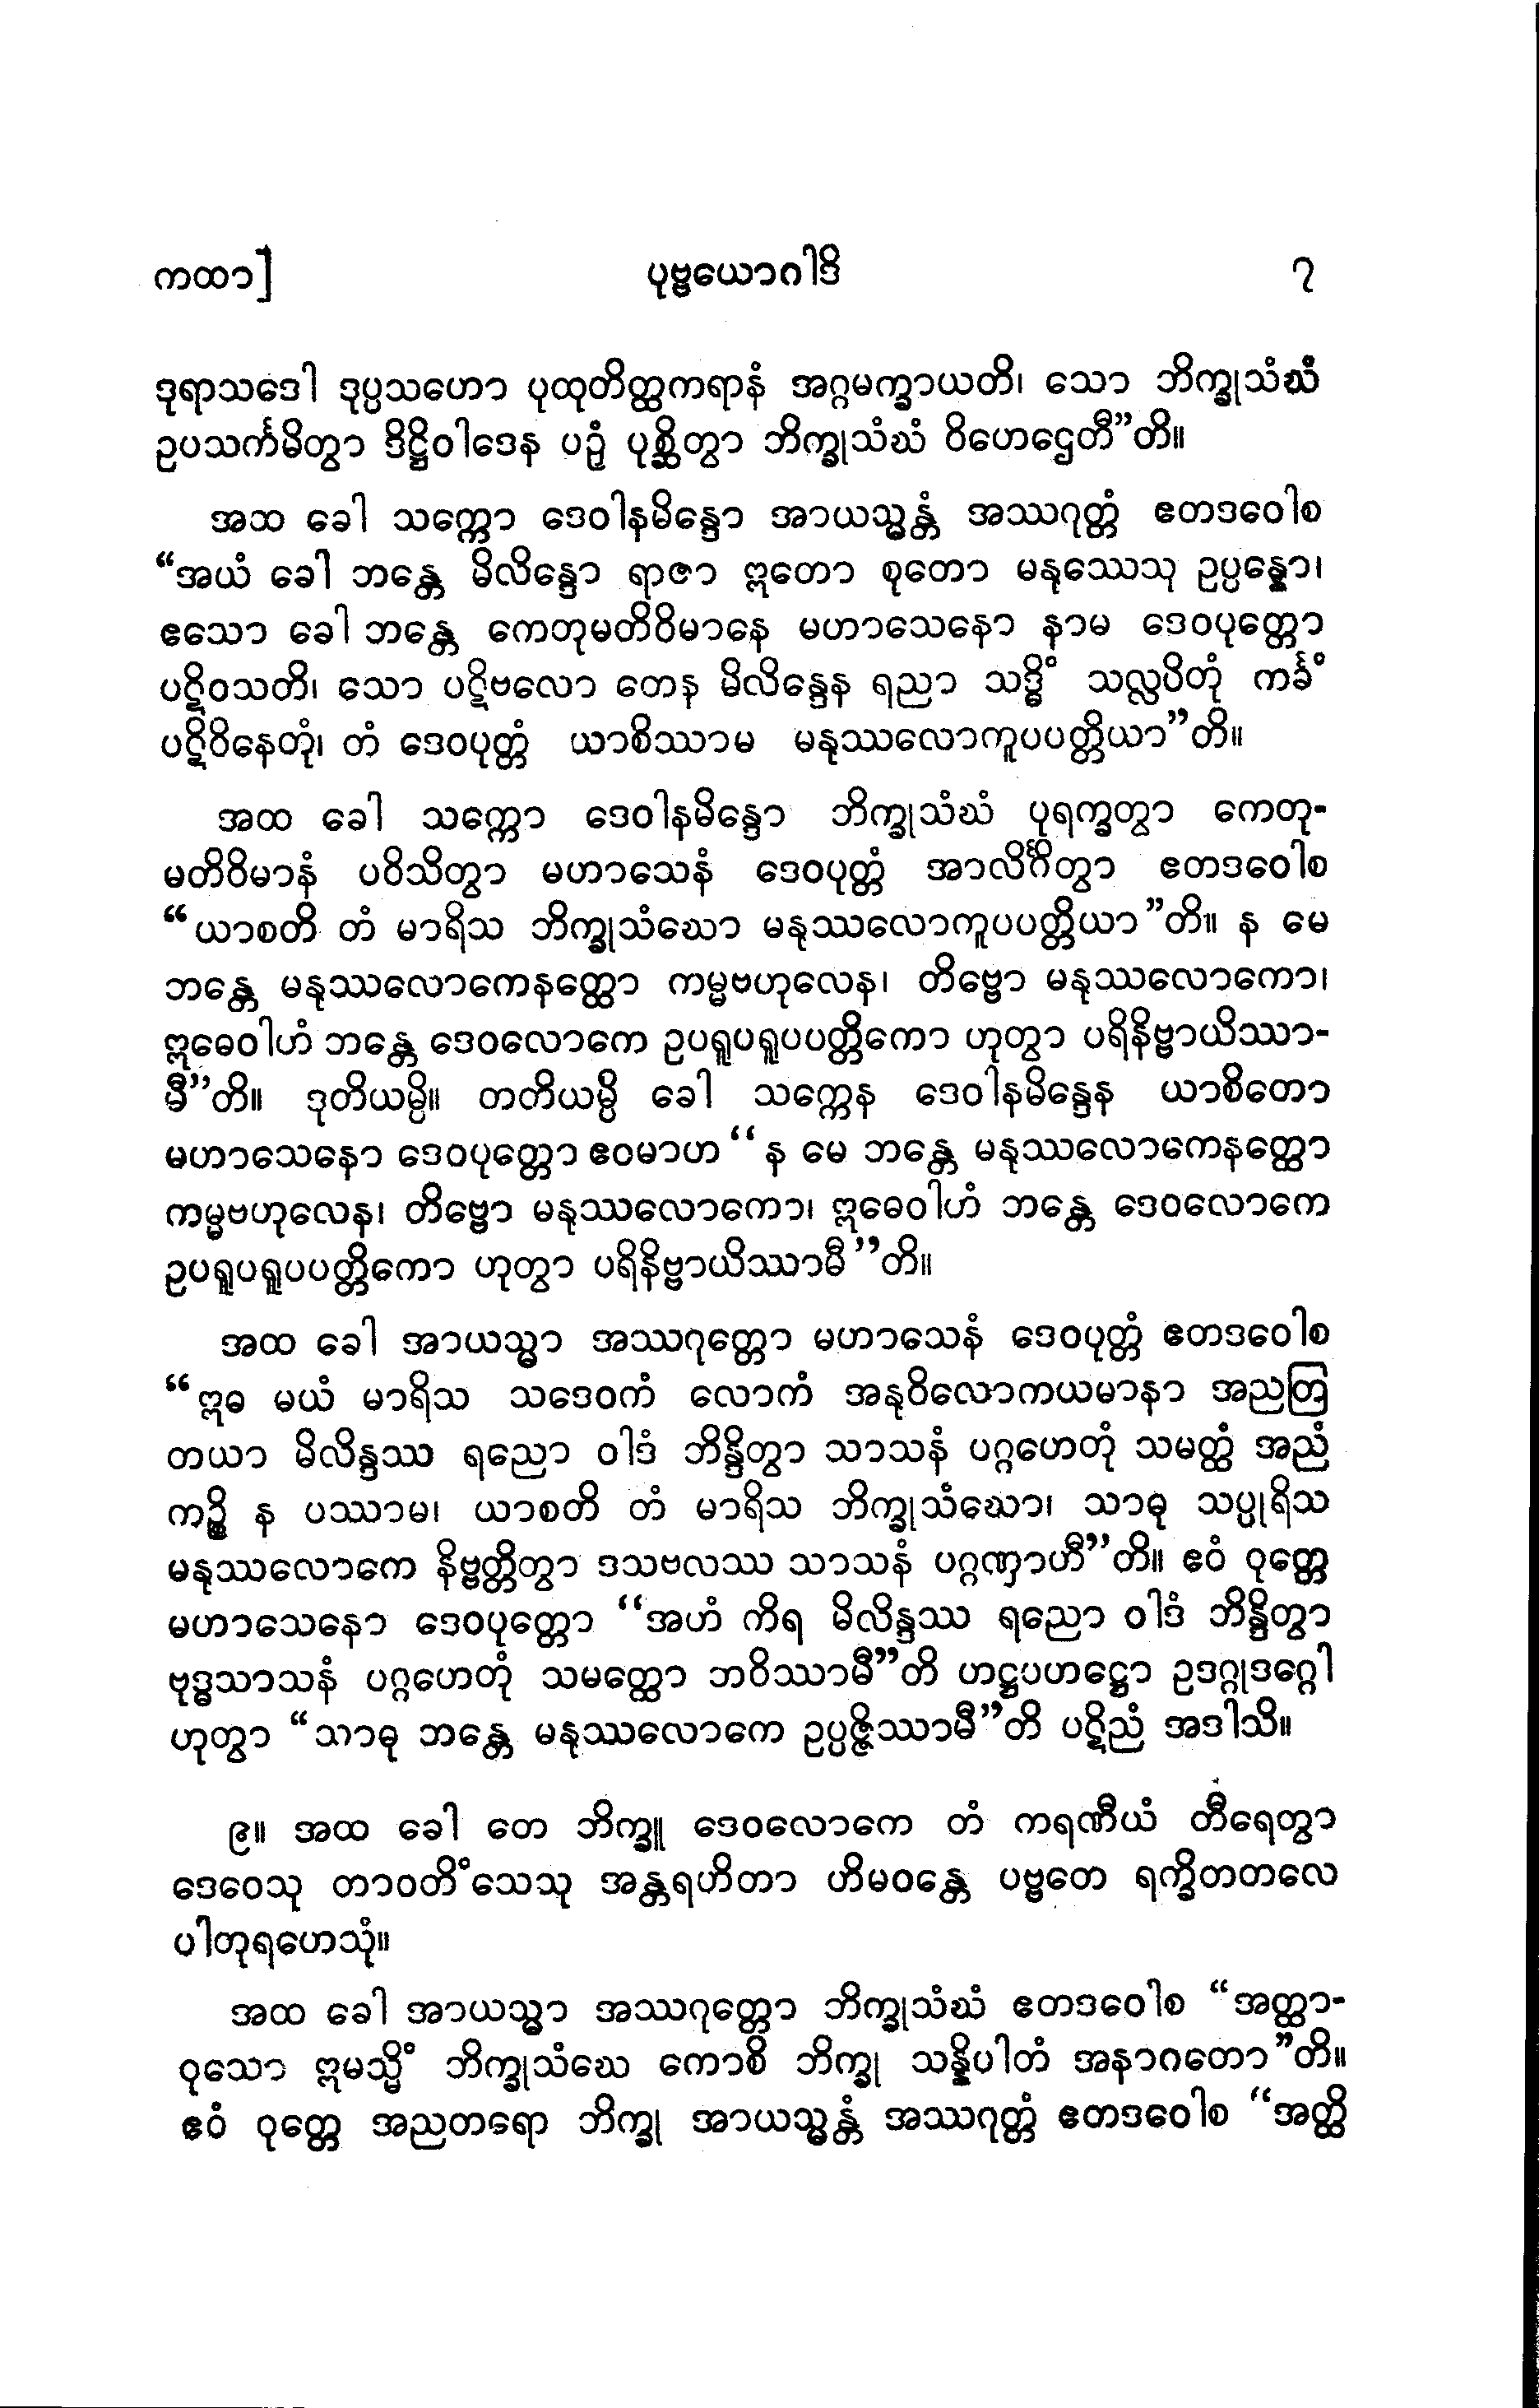 ကထာ] ပုဗ္ဗယောဂါဒိ ၇
ဒုရာသဒေါ ဒုပ္ပသဟော ပုထုတိတ္ထကရာနံ အဂ္ဂမက္ခာယတိ၊ သော ဘိက္ခုသံဃံ
ဥပသင်္ကမိတွာ ဒိဋ္ဌိဝါဒေန ပဉှံ ပုစ္ဆိတွာ ဘိက္ခုသံဃံ ဝိဟေဌေတီ”တိ။
အထ ခေါ သက္ကော ဒေဝါနမိန္ဒော အာယသ္မန္တံ အဿဂုတ္တံ ဧတဒဝေါစ
“အယံ ခေါ ဘန္တေ မိလိန္ဒော ရာဇာ ဣတော စုတော မနုဿေသု ဥပ္ပန္နော၊
ဧသော ခေါ ဘန္တေ ကေတုမတိဝိမာနေ မဟာသေနော နာမ ဒေဝပုတ္တော
ပဋိဝသတိ၊ သော ပဋိဗလော တေန မိလိန္ဒေန ရညာ သဒ္ဓိံ သလ္လပိတုံ ကင်္ခံ
ပဋိဝိနေတုံ၊ တံ ဒေဝပုတ္တံ ယာစိဿာမ မနုဿလောကူပပတ္တိယာ”တိ။
အထ ခေါ သက္ကော ဒေဝါနမိန္ဒော ဘိက္ခုသံဃံ ပုရက္ခတွာ ကေတု-
မတိဝိမာနံ ပဝိသိတွာ မဟာသေနံ ဒေဝပုတ္တံ အာလိင်္ဂိတွာ ဧတဒဝေါစ
“ယာစတိ တံ မာရိသ ဘိက္ခုသံဃော မနုဿလောကူပပတ္တိယာ”တိ။ န မေ
ဘန္တေ မနုဿလောကေနတ္ထော ကမ္မဗဟုလေန၊ တိဗ္ဗော မနုဿလောကော၊
ဣဓေဝါဟံ ဘန္တေ ဒေဝလောကေ ဥပရူပရူပပတ္တိကော ဟုတွာ ပရိနိဗ္ဗာယိဿာ-
မီ”တိ။ ဒုတိယမ္ပိ။ တတိယမ္ပိ ခေါ သက္ကေန ဒေဝါနမိန္ဒေန ယာစိတော
မဟာသေနော ဒေဝပုတ္တော ဧဝမာဟ “န မေ ဘန္တေ မနုဿလောကေနတ္ထော
ကမ္မဗဟုလေန၊ တိဗ္ဗော မနုဿလောကော၊ ဣဓေဝါဟံ ဘန္တေ ဒေဝလောကေ
ဥပရူပရူပပတ္တိကော ဟုတွာ ပရိနိဗ္ဗာယိဿာမီ”တိ။
အထ ခေါ အာယသ္မာ အဿဂုတ္တော မဟာသေနံ ဒေဝပုတ္တံ ဧတဒဝေါစ
“ဣဓ မယံ မာရိသ သဒေဝကံ လောကံ အနုဝိလောကယမာနာ အညတြ
တယာ မိလိန္ဒဿ ရညော ဝါဒံ ဘိန္ဒိတွာ သာသနံ ပဂ္ဂဟေတုံ သမတ္ထံ အညံ
ကဉ္စိ န ပဿာမ၊ ယာစတိ တံ မာရိသ ဘိက္ခုသံဃော၊ သာဓု သပ္ပုရိသ
မနုဿလောကေ နိဗ္ဗတ္တိတွာ ဒသဗလဿ သာသနံ ပဂ္ဂဏှာဟီ”တိ။ ဧဝံ ဝုတ္တေ
မဟာသေနော ဒေဝပုတ္တော “အဟံ ကိရ မိလိန္ဒဿ ရညော ဝါဒံ ဘိန္ဒိတွာ
ဗုဒ္ဓသာသနံ ပဂ္ဂဟေတုံ သမတ္ထော ဘဝိဿာမီ”တိ ဟဋ္ဌပဟဋ္ဌော ဥဒဂ္ဂုဒဂ္ဂေါ
ဟုတွာ “သာဓု ဘန္တေ မနုဿလောကေ ဥပ္ပဇ္ဇိဿာမီ”တိ ပဋိညံ အဒါသိ။
၉။ အထ ခေါ တေ ဘိက္ခူ ဒေဝလောကေ တံ ကရဏီယံ တီရေတွာ
ဒေဝေသု တာဝတိံသေသု အန္တရဟိတာ ဟိမဝန္တေ ပဗ္ဗတေ ရက္ခိတတလေ
ပါတုရဟေသုံ။
အထ ခေါ အာယသ္မာ အဿဂုတ္တော ဘိက္ခုသံဃံ ဧတဒဝေါစ “အတ္ထာ-
ဝုသော ဣမသ္မိံ ဘိက္ခုသံဃေ ကောစိ ဘိက္ခု သန္နိပါတံ အနာဂတော”တိ။
ဧဝံ ဝုတ္တေ အညတရော ဘိက္ခု အာယသ္မန္တံ အဿဂုတ္တံ ဧတဒဝေါစ “အတ္ထိ